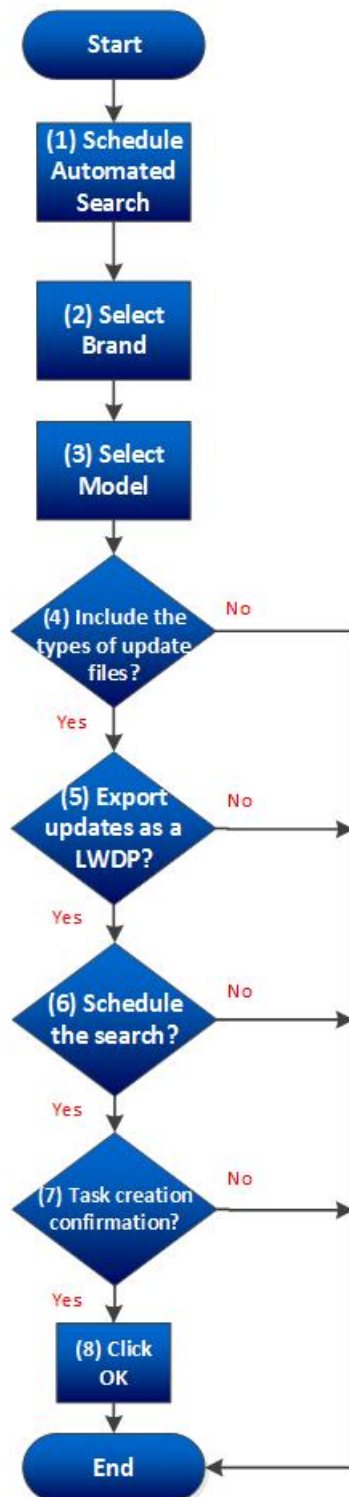 Start
(1) Schedule
Automated
Search
(2) Select
Brand
(3) Select
Model
(4) Include the
types of update
files?
No
Yes
(5) Export
updates as a
LWDP?
No
Yes
(6) Schedule
the search?
No
Yes
(7) Task creation
confirmation?
No
Yes
(8) Click
OK
End